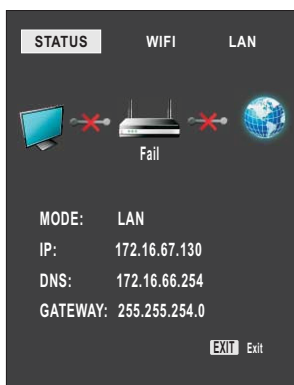 STATUS WIFI LAN
Fail
MODE: LAN
IP: 172.16.67.130
DNS: 172.16.66.254
GATEWAY: 255.255.254.0
EXIT Exit